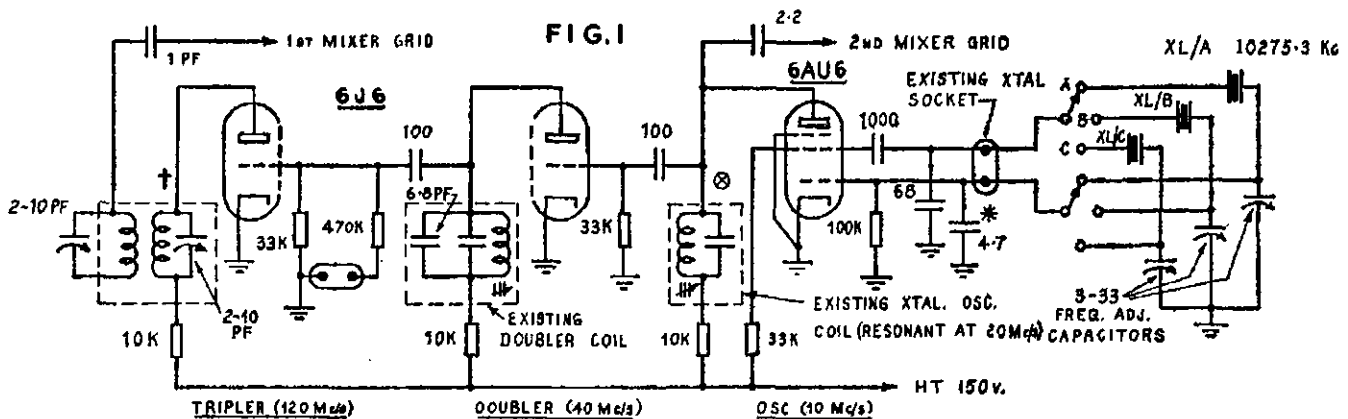 FIG.1
1ST MIXER GRID
1 PF
2.2
2ND MIXER GRID
XL/A 10275.3 Kc
6J6
6AU6
EXISTING XTAL
SOCKET
A
XL/B
B
XL/C
C
100
100
100
†
⊗
6.8PF
2-10 PF
33K
470K
33K
100K
68
*
4.7
2-10
PF
EXISTING
DOUBLER COIL
EXISTING XTAL. OSC.
COIL (RESONANT AT 20Mc/s)
3-33
FREQ. ADJ.
CAPACITORS
10K
10K
33K
HT 150v.
TRIPLER (120 Mc/s)
DOUBLER (40 Mc/s)
OSC (10 Mc/s)